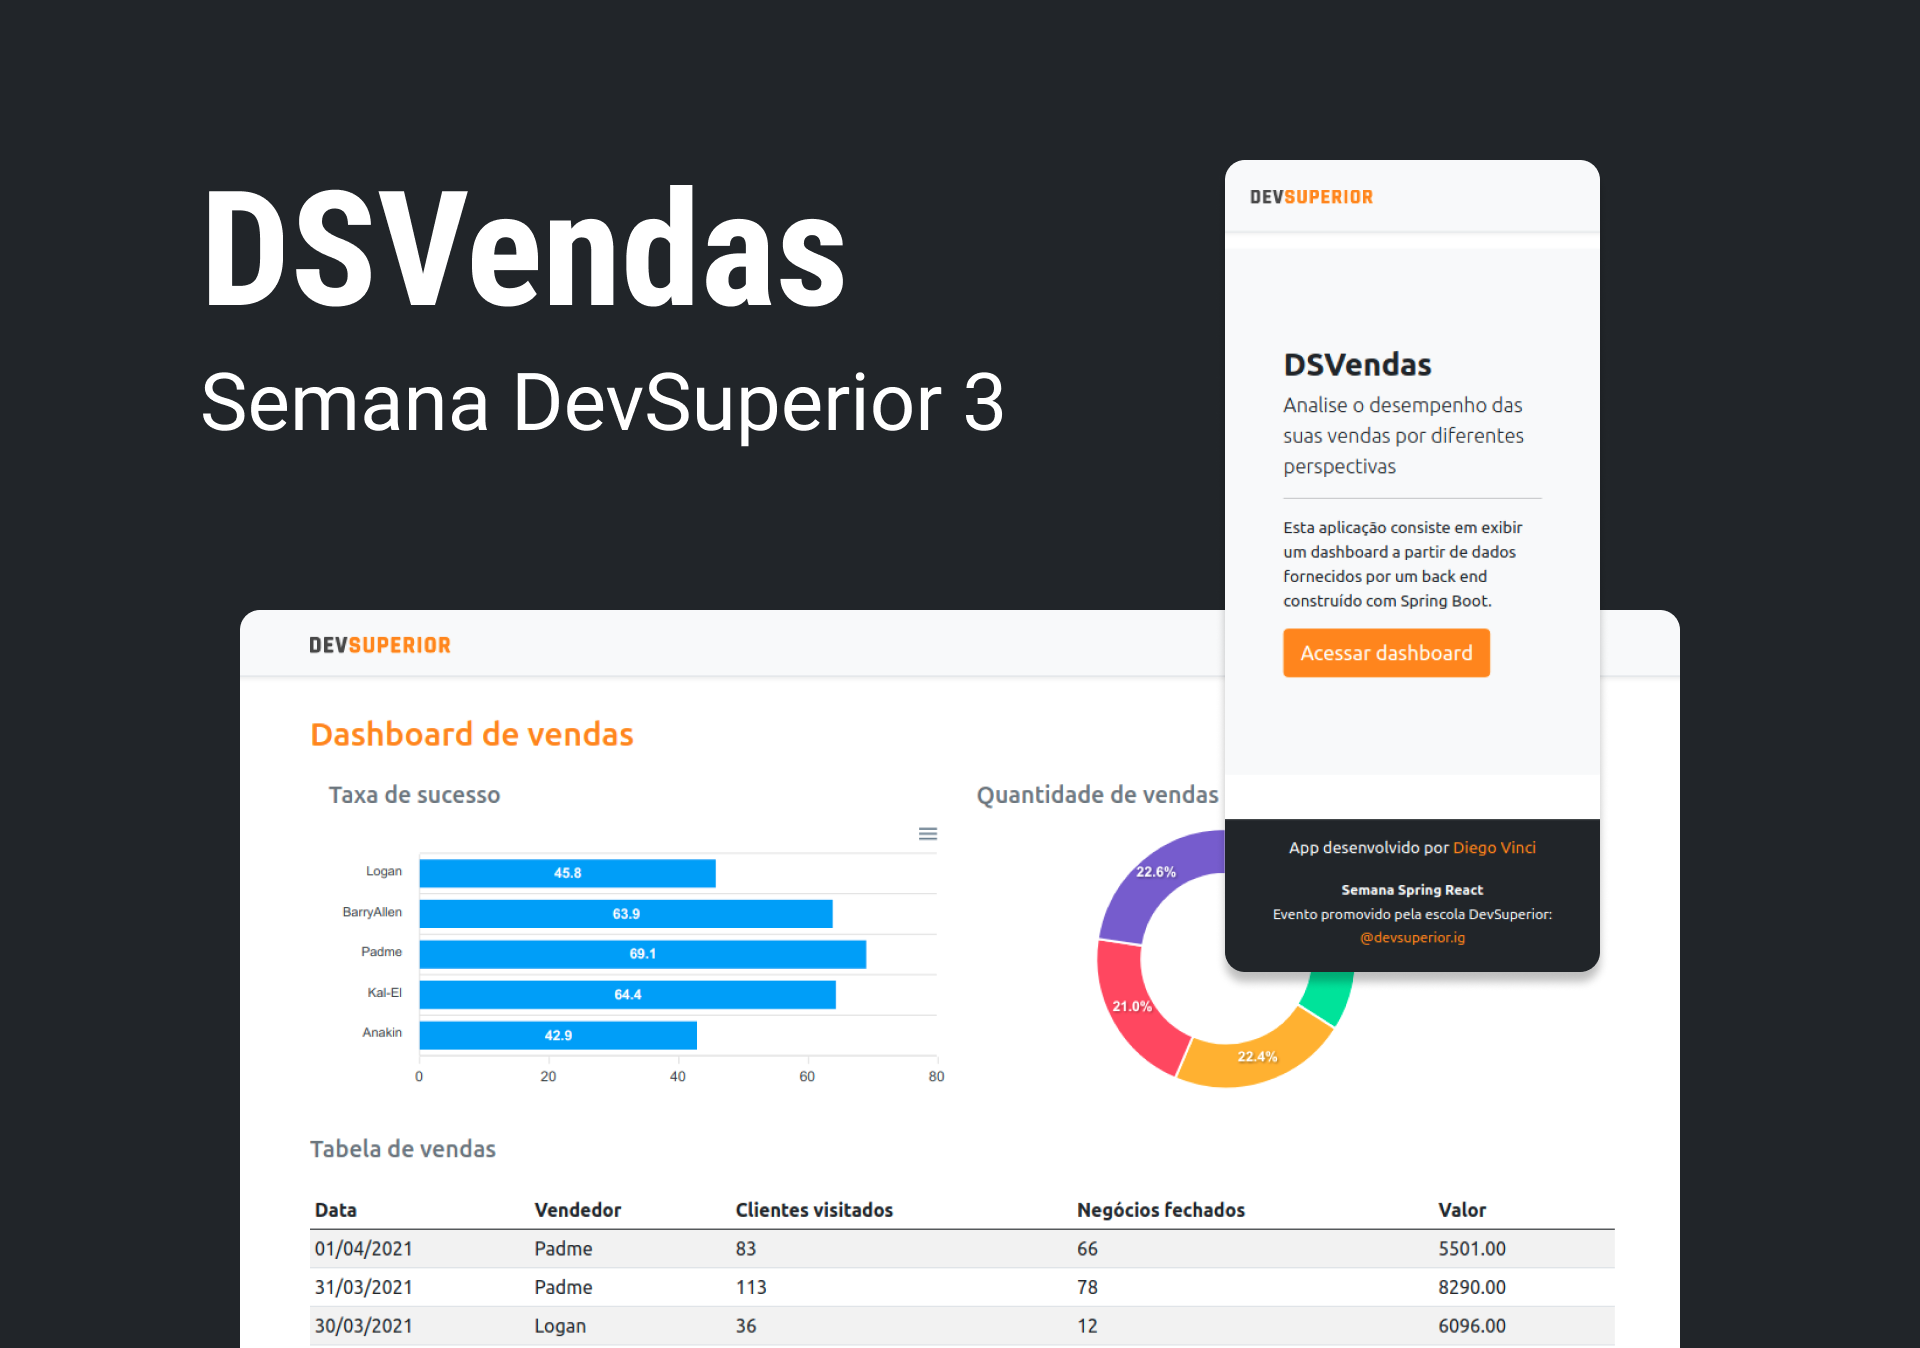 DSVendas
Semana DevSuperior 3
DEVSUPERIOR
DSVendas
Analise o desempenho das
suas vendas por diferentes
perspectivas
Esta aplicação consiste em exibir
um dashboard a partir de dados
fornecidos por um back end
construído com Spring Boot.
Acessar dashboard
App desenvolvido por Diego Vinci
Semana Spring React
Evento promovido pela escola DevSuperior:
@devsuperior.ig
DEVSUPERIOR
Dashboard de vendas
Taxa de sucesso
Logan 45.8
BarryAllen 63.9
Padme 69.1
Kal-El 64.4
Anakin 42.9
0 20 40 60 80
Quantidade de vendas
22.6%
21.0%
22.4%
Tabela de vendas
Data Vendedor Clientes visitados Negócios fechados Valor
01/04/2021 Padme 83 66 5501.00
31/03/2021 Padme 113 78 8290.00
30/03/2021 Logan 36 12 6096.00